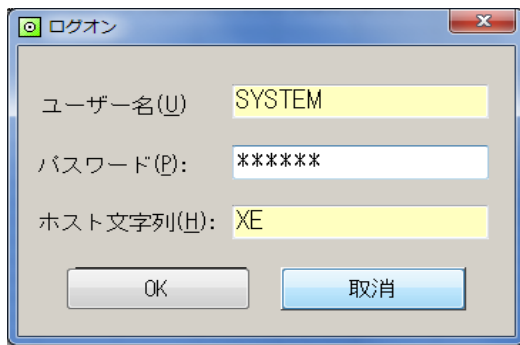 ログオン
ユーザー名(U) SYSTEM
パスワード(P): ******
ホスト文字列(H): XE
OK 取消